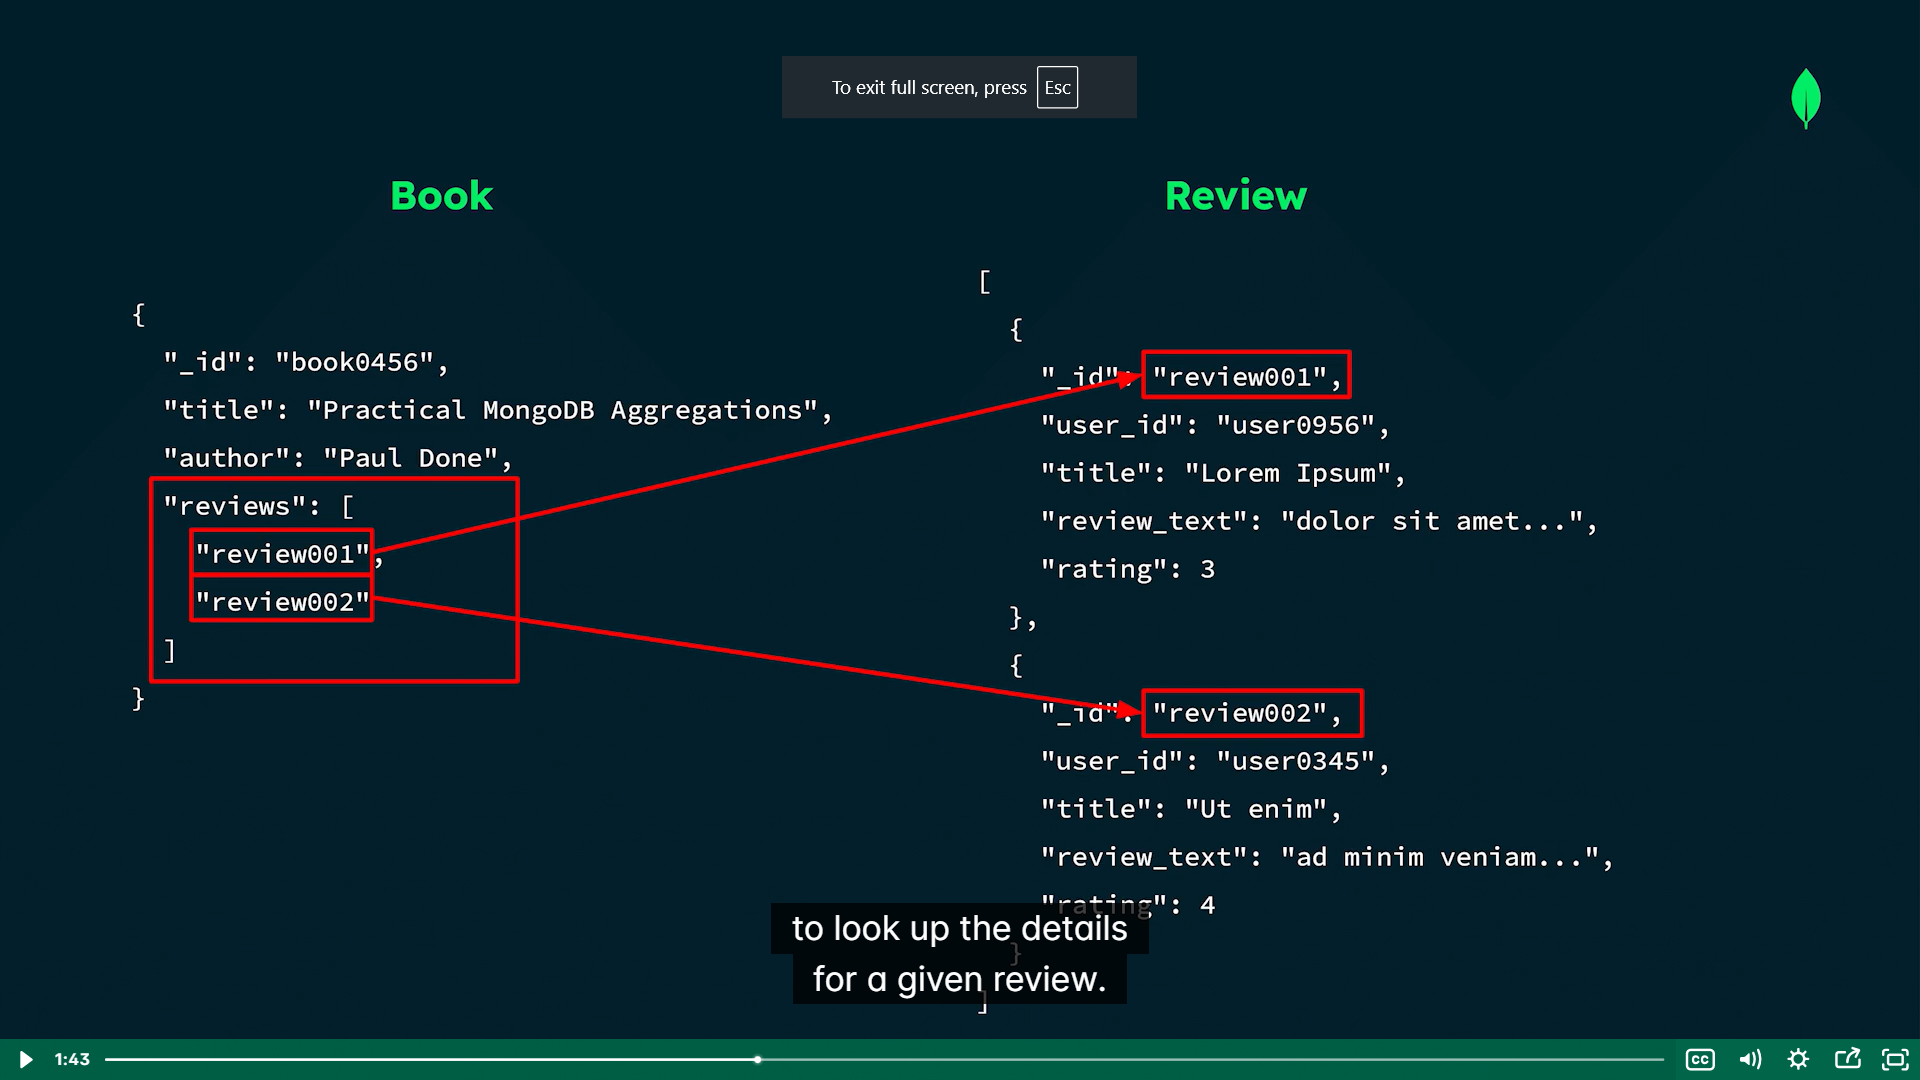 To exit full screen, press Esc
Book
{
"_id": "book0456",
"title": "Practical MongoDB Aggregations",
"author": "Paul Done",
"reviews": [
"review001",
"review002"
]
}
Review
[
{
"_id": "review001",
"user_id": "user0956",
"title": "Lorem Ipsum",
"review_text": "dolor sit amet...",
"rating": 3
},
{
"_id": "review002",
"user_id": "user0345",
"title": "Ut enim",
"review_text": "ad minim veniam...",
"rating": 4
}
]
to look up the details
for a given review.
1:43
CC